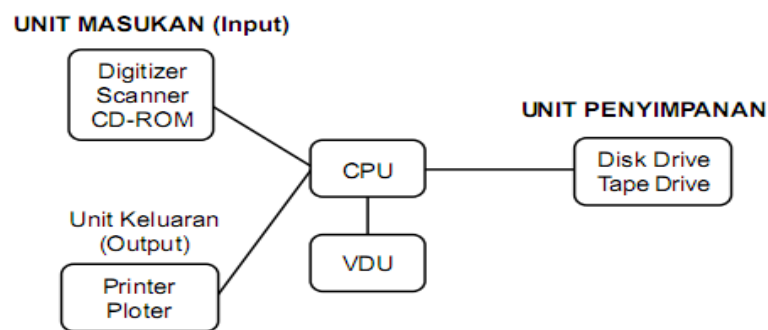 UNIT MASUKAN (Input)
Digitizer
Scanner
CD-ROM
UNIT PENYIMPANAN
CPU
Disk Drive
Tape Drive
Unit Keluaran
(Output)
VDU
Printer
Ploter